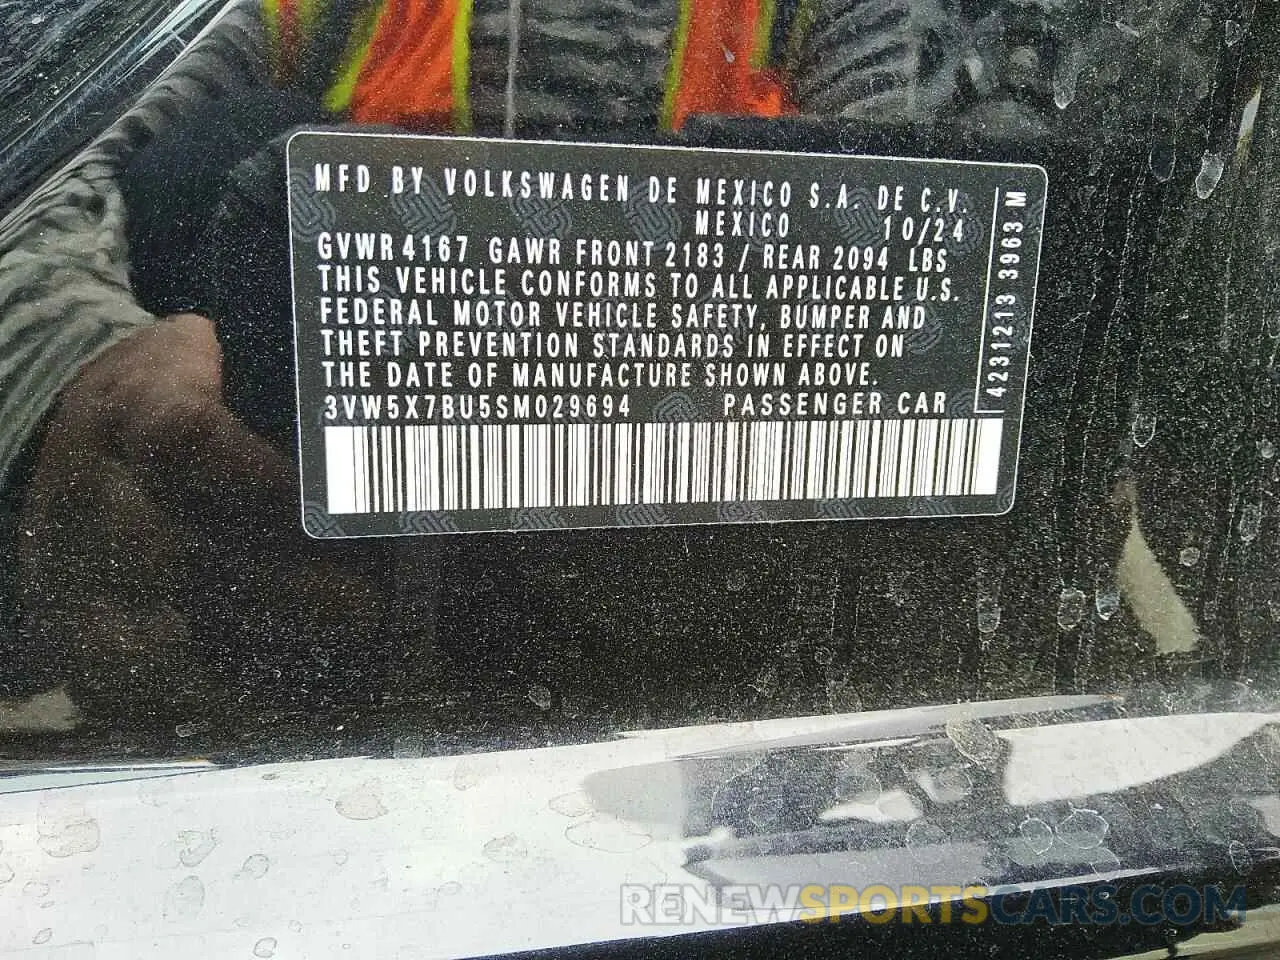 MFD BY VOLKSWAGEN DE MEXICO S.A. DE C.V.
MEXICO 10/24
GVWR 4167 GAWR FRONT 2183 / REAR 2094 LBS
THIS VEHICLE CONFORMS TO ALL APPLICABLE U.S.
FEDERAL MOTOR VEHICLE SAFETY, BUMPER AND
THEFT PREVENTION STANDARDS IN EFFECT ON
THE DATE OF MANUFACTURE SHOWN ABOVE.
3VW5X7BU5SM029694 PASSENGER CAR
4231213 3963 M
RENEWSPORTSCARS.COM